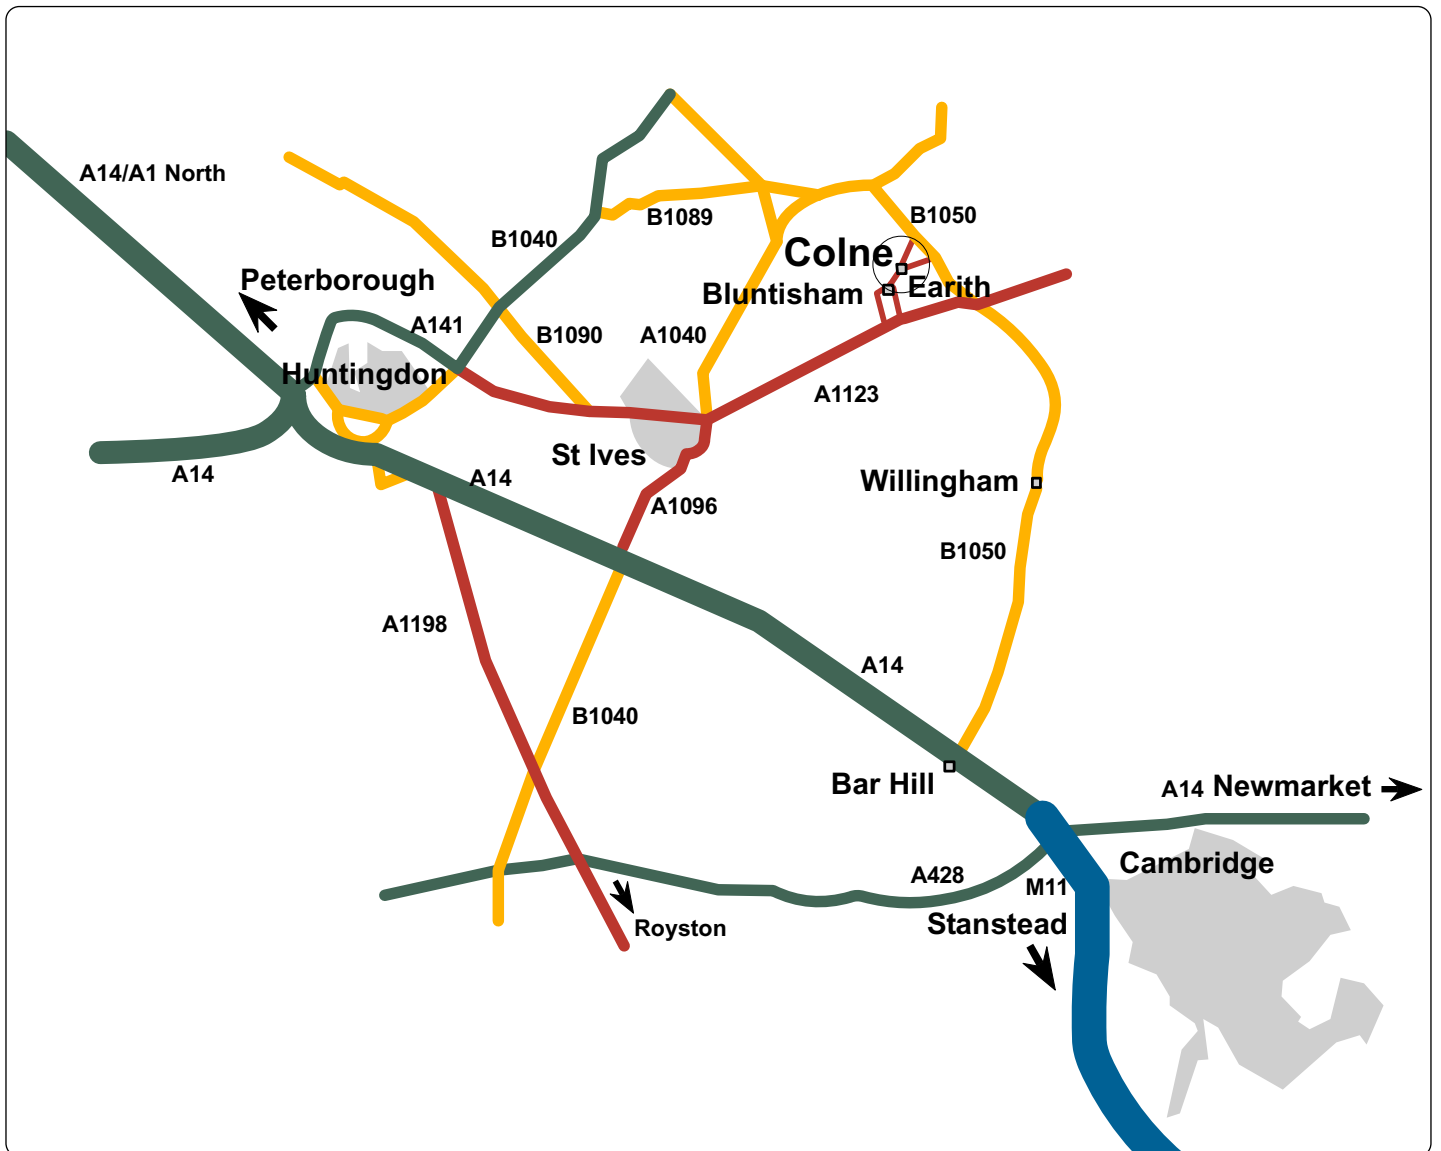 A14/A1 North
B1050
B1089
B1040
Colne
Peterborough
Earith
Bluntisham
A141
B1090
A1040
Huntingdon
A1123
St Ives
A14
A14
Willingham
A1096
B1050
A1198
A14
B1040
Bar Hill
A14 Newmarket
Cambridge
A428
M11
Stanstead
Royston